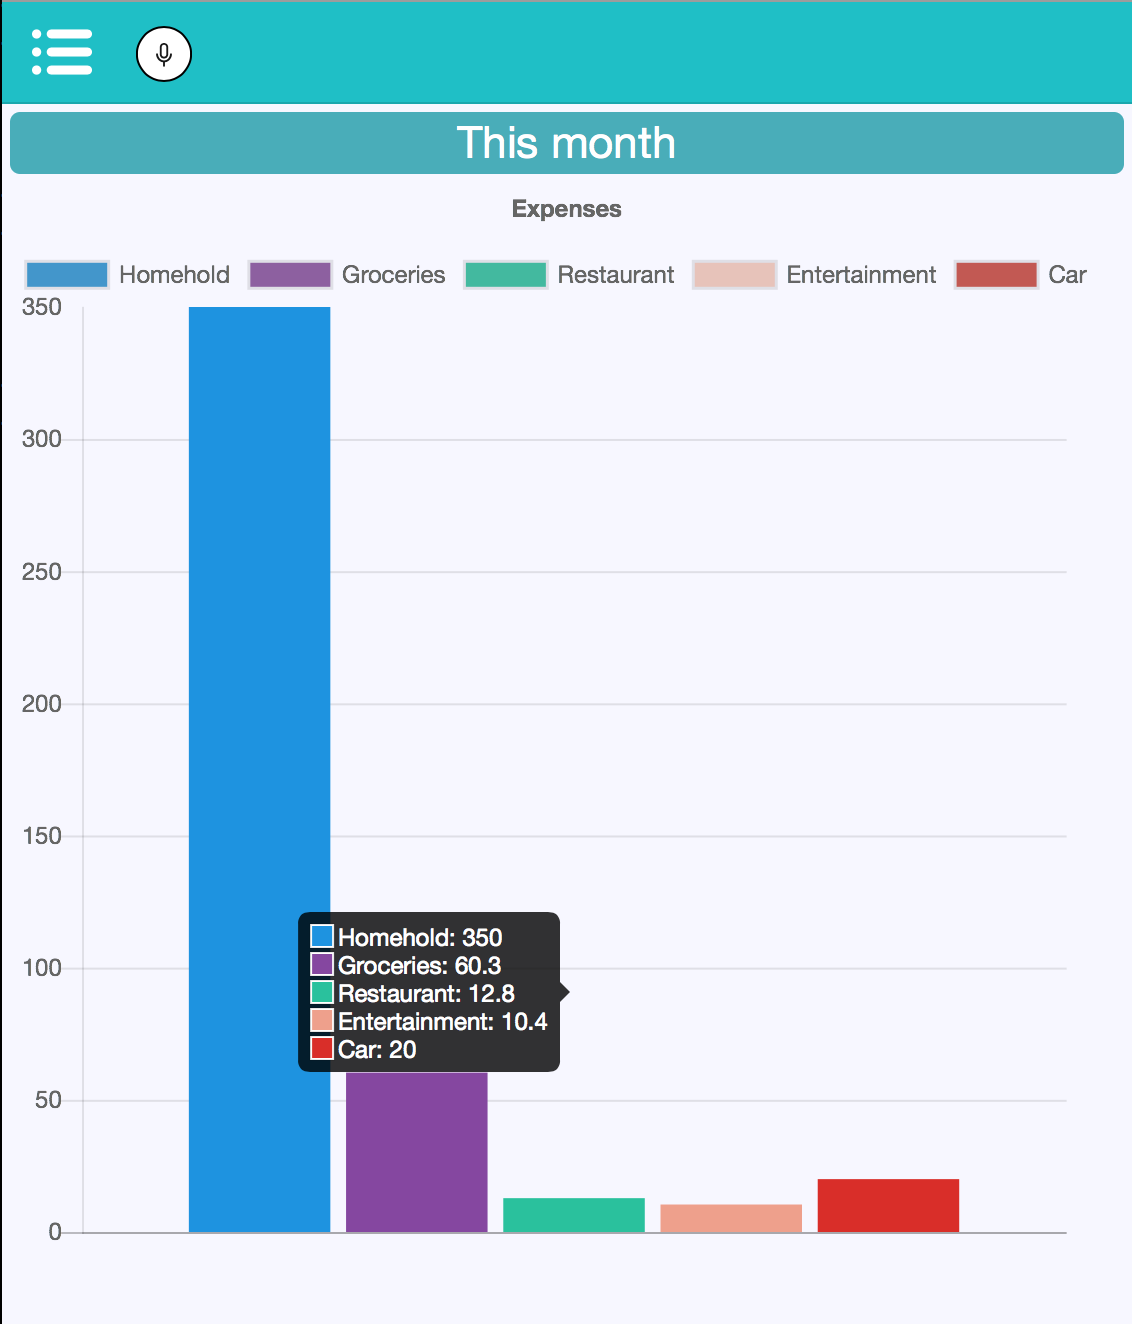 This month
Expenses
Homehold Groceries Restaurant Entertainment Car
350
300
250
200
150
100
50
0
Homehold: 350
Groceries: 60.3
Restaurant: 12.8
Entertainment: 10.4
Car: 20